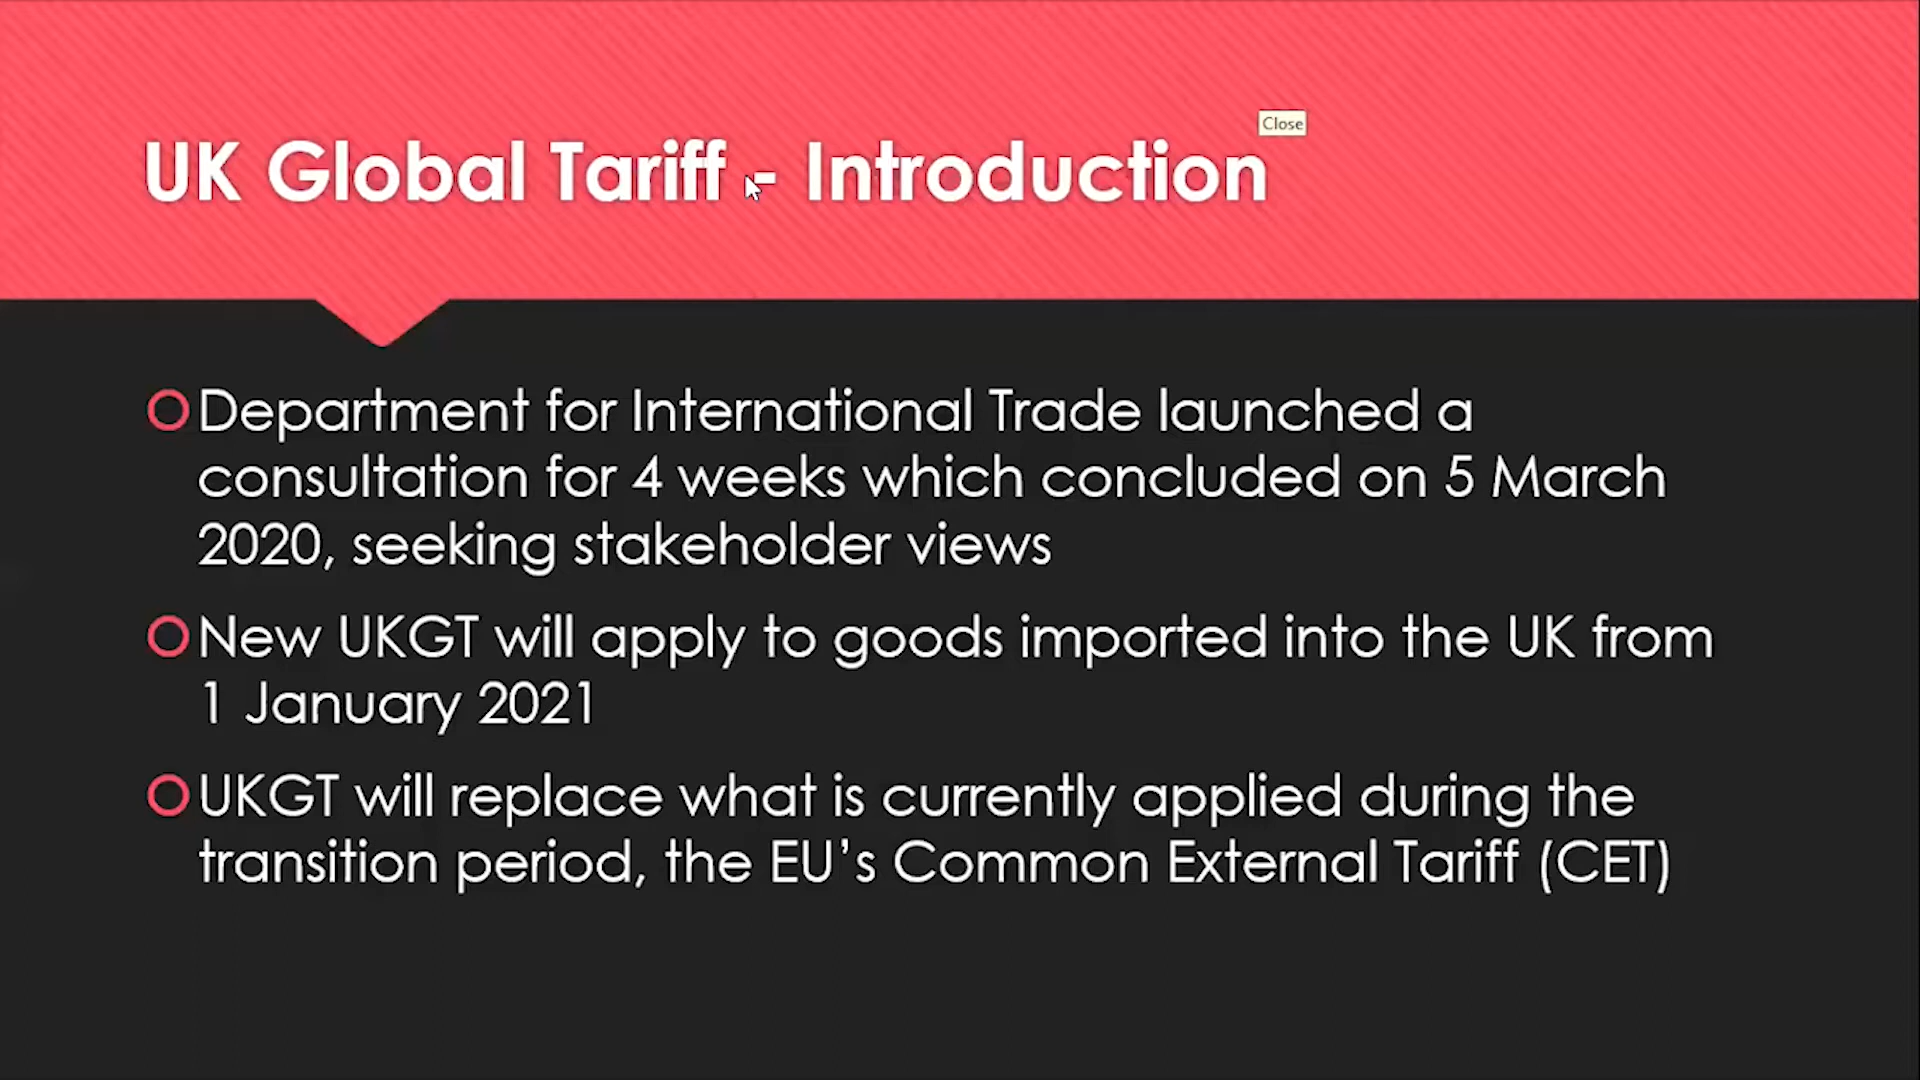 Close
UK Global Tariff - Introduction
Department for International Trade launched a
consultation for 4 weeks which concluded on 5 March
2020, seeking stakeholder views
New UKGT will apply to goods imported into the UK from
1 January 2021
UKGT will replace what is currently applied during the
transition period, the EU’s Common External Tariff (CET)